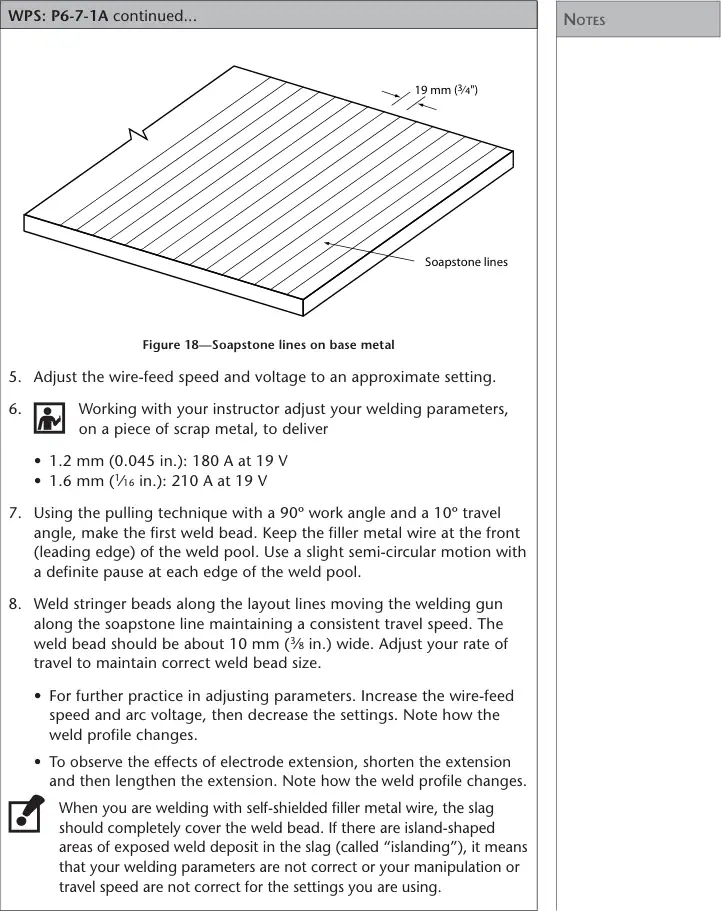 WPS: P6-7-1A continued...
NOTES
19 mm (3⁄4")
Soapstone lines
Figure 18—Soapstone lines on base metal
5. Adjust the wire-feed speed and voltage to an approximate setting.
6. Working with your instructor adjust your welding parameters,
on a piece of scrap metal, to deliver
• 1.2 mm (0.045 in.): 180 A at 19 V
• 1.6 mm (1⁄16 in.): 210 A at 19 V
7. Using the pulling technique with a 90º work angle and a 10º travel
angle, make the first weld bead. Keep the filler metal wire at the front
(leading edge) of the weld pool. Use a slight semi-circular motion with
a definite pause at each edge of the weld pool.
8. Weld stringer beads along the layout lines moving the welding gun
along the soapstone line maintaining a consistent travel speed. The
weld bead should be about 10 mm (3⁄8 in.) wide. Adjust your rate of
travel to maintain correct weld bead size.
• For further practice in adjusting parameters. Increase the wire-feed
speed and arc voltage, then decrease the settings. Note how the
weld profile changes.
• To observe the effects of electrode extension, shorten the extension
and then lengthen the extension. Note how the weld profile changes.
When you are welding with self-shielded filler metal wire, the slag
should completely cover the weld bead. If there are island-shaped
areas of exposed weld deposit in the slag (called “islanding”), it means
that your welding parameters are not correct or your manipulation or
travel speed are not correct for the settings you are using.